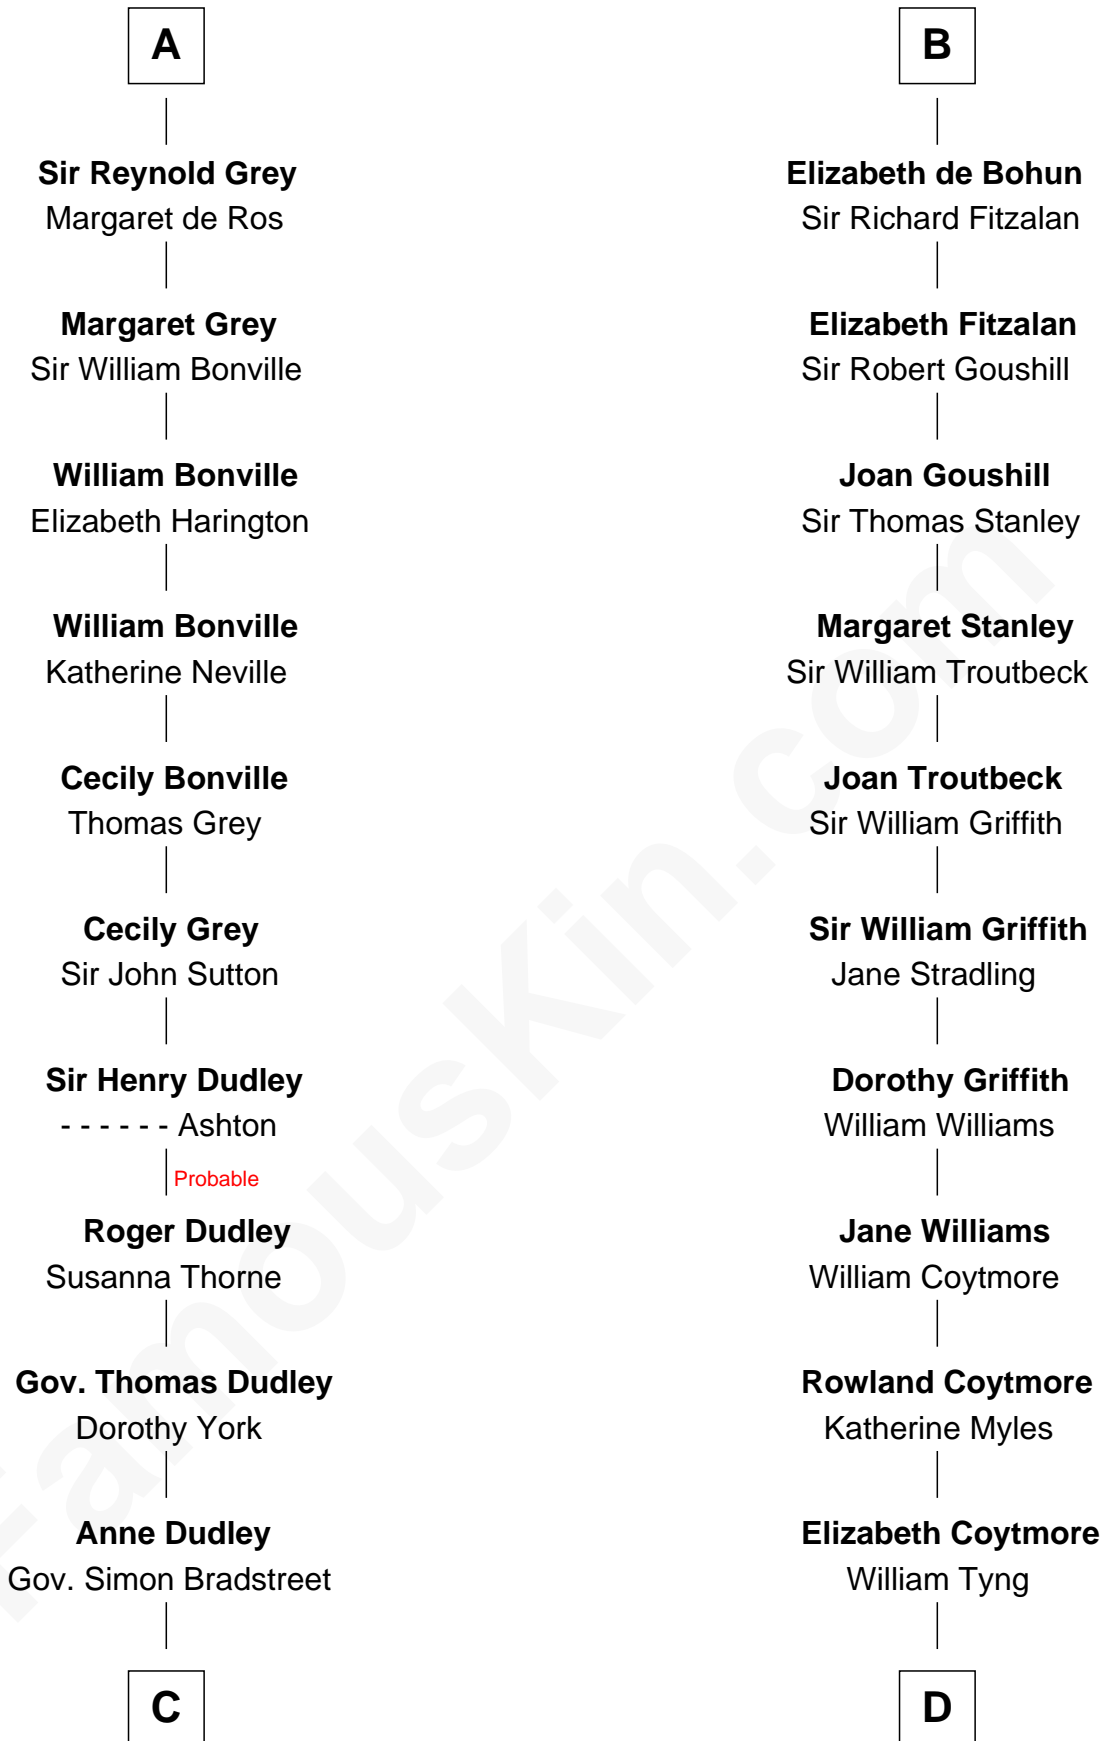 A
Sir Reynold Grey
Margaret de Ros
Margaret Grey
Sir William Bonville
William Bonville
Elizabeth Harington
William Bonville
Katherine Neville
Cecily Bonville
Thomas Grey
Cecily Grey
Sir John Sutton
Sir Henry Dudley
- - - - - - Ashton
Probable
Roger Dudley
Susanna Thorne
Gov. Thomas Dudley
Dorothy York
Anne Dudley
Gov. Simon Bradstreet
C
B
Elizabeth de Bohun
Sir Richard Fitzalan
Elizabeth Fitzalan
Sir Robert Goushill
Joan Goushill
Sir Thomas Stanley
Margaret Stanley
Sir William Troutbeck
Joan Troutbeck
Sir William Griffith
Sir William Griffith
Jane Stradling
Dorothy Griffith
William Williams
Jane Williams
William Coytmore
Rowland Coytmore
Katherine Myles
Elizabeth Coytmore
William Tyng
D
FamousKin.com